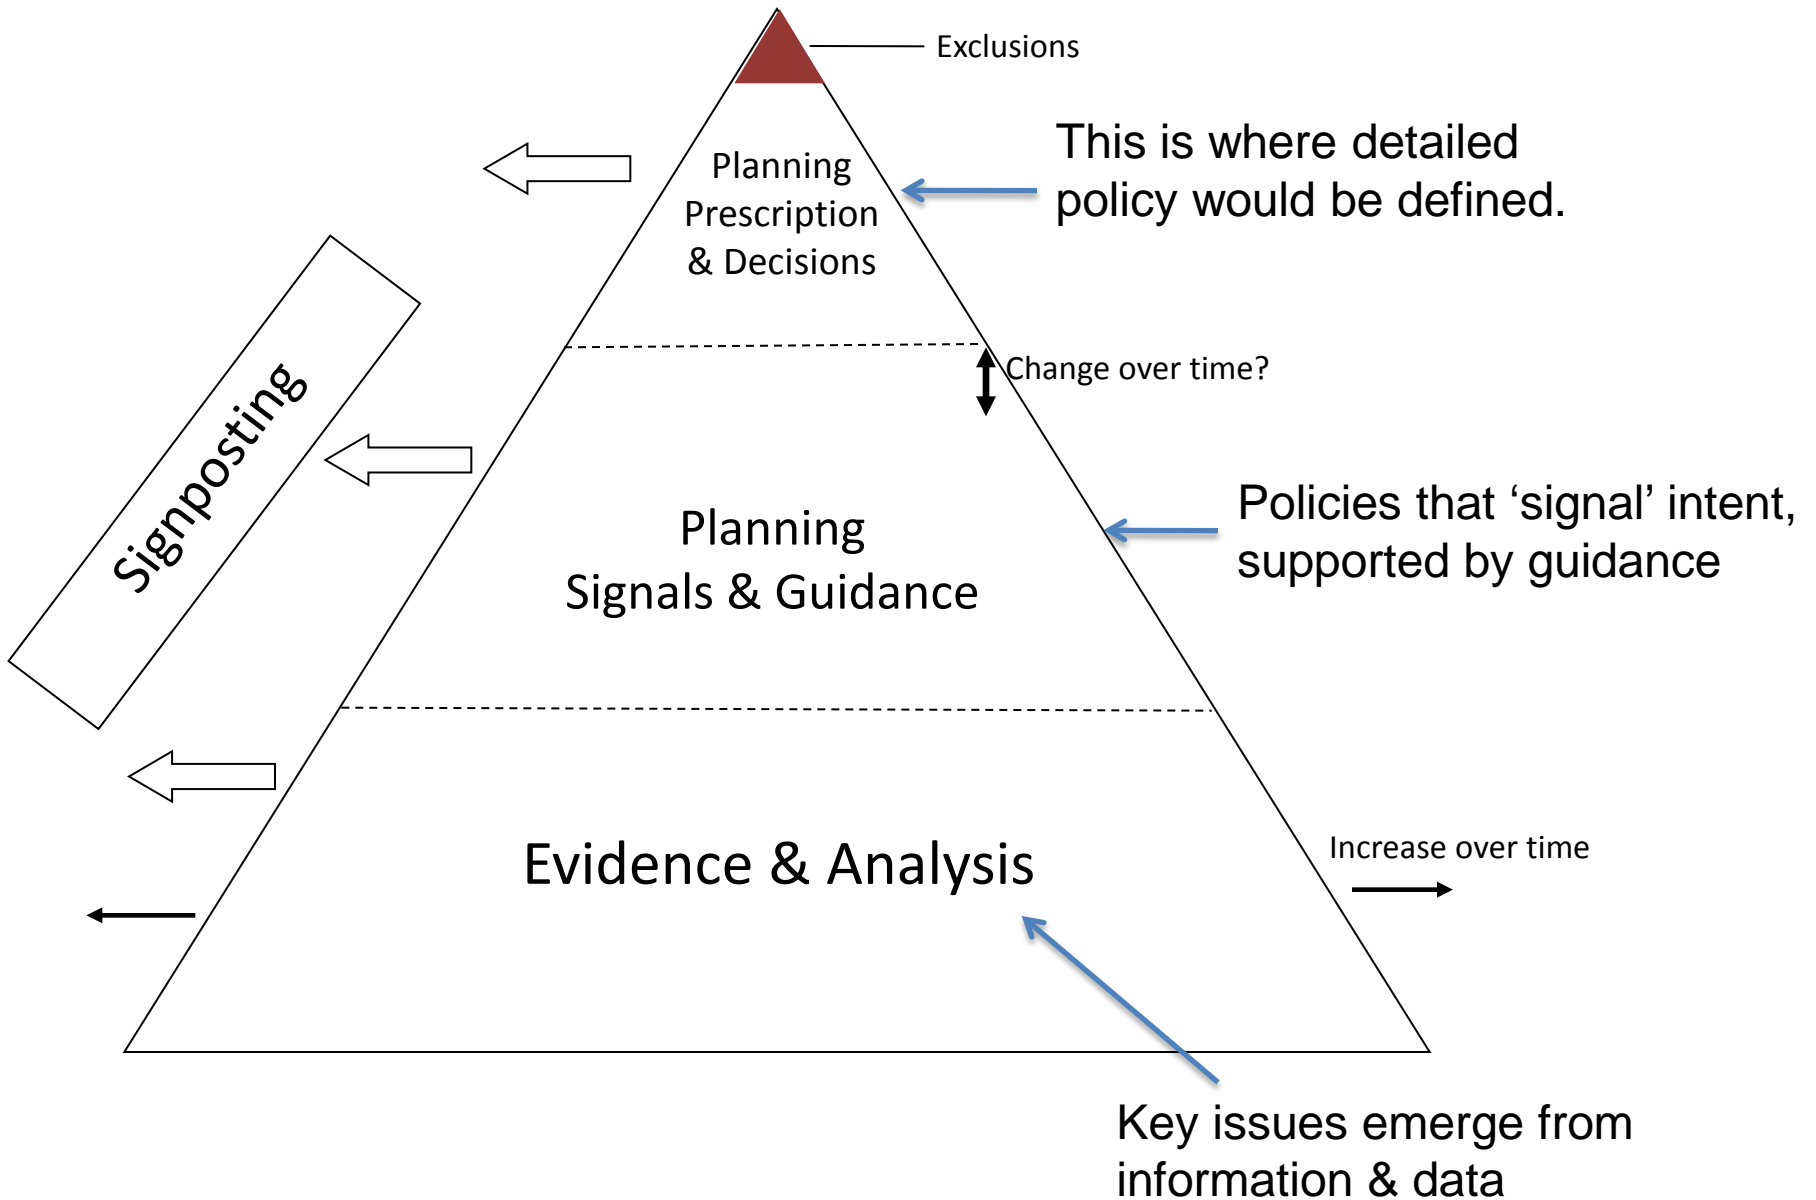 Exclusions
This is where detailed
policy would be defined.
Planning
Prescription
& Decisions
Change over time?
Signposting
Policies that ‘signal’ intent,
supported by guidance
Planning
Signals & Guidance
Increase over time
Evidence & Analysis
Key issues emerge from
information & data